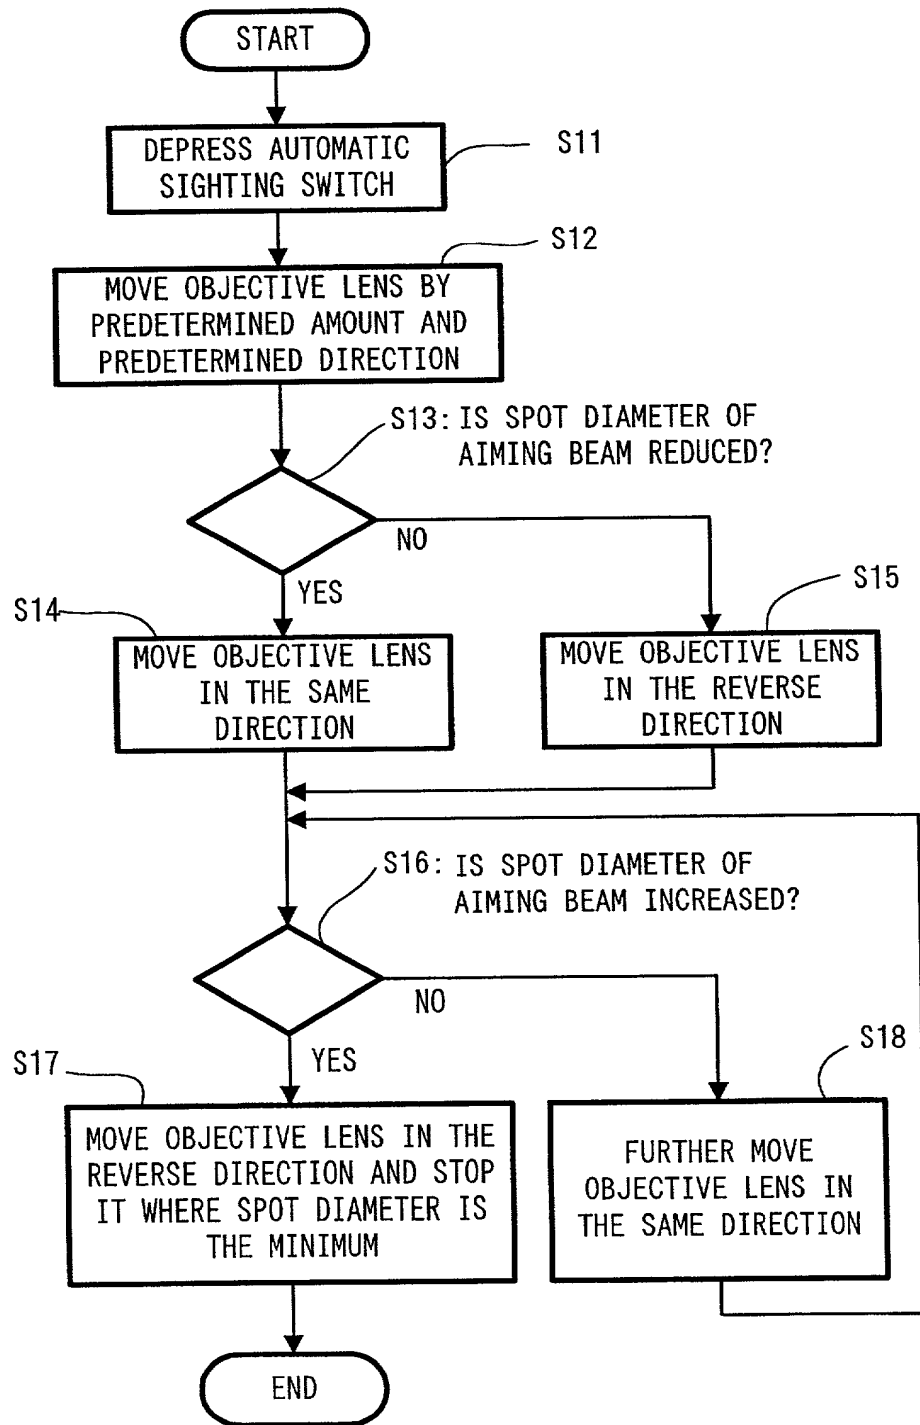 START
DEPRESS AUTOMATIC
SIGHTING SWITCH
S11
S12
MOVE OBJECTIVE LENS BY
PREDETERMINED AMOUNT AND
PREDETERMINED DIRECTION
S13: IS SPOT DIAMETER OF
AIMING BEAM REDUCED?
NO
YES
S14
S15
MOVE OBJECTIVE LENS
IN THE SAME
DIRECTION
MOVE OBJECTIVE LENS
IN THE REVERSE
DIRECTION
S16: IS SPOT DIAMETER OF
AIMING BEAM INCREASED?
NO
YES
S17
S18
MOVE OBJECTIVE LENS IN THE
REVERSE DIRECTION AND STOP
IT WHERE SPOT DIAMETER IS
THE MINIMUM
FURTHER MOVE
OBJECTIVE LENS IN
THE SAME DIRECTION
END